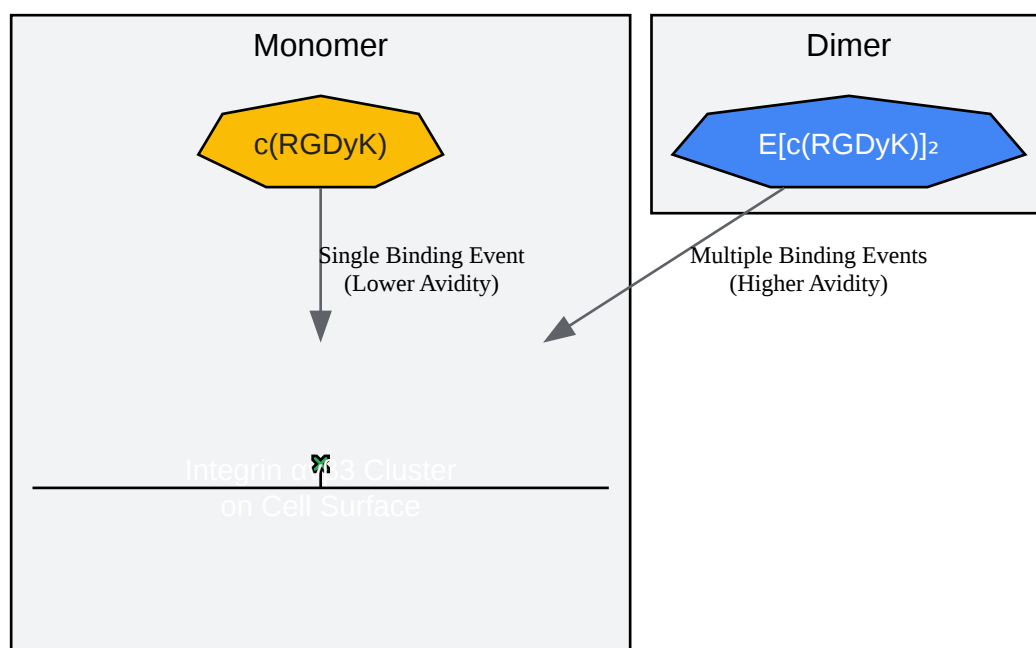 Monomer
Dimer
c(RGDyK)
E[c(RGDyK)]₂
Single Binding Event
(Lower Avidity)
Multiple Binding Events
(Higher Avidity)
Integrin β3 Cluster
on Cell Surface